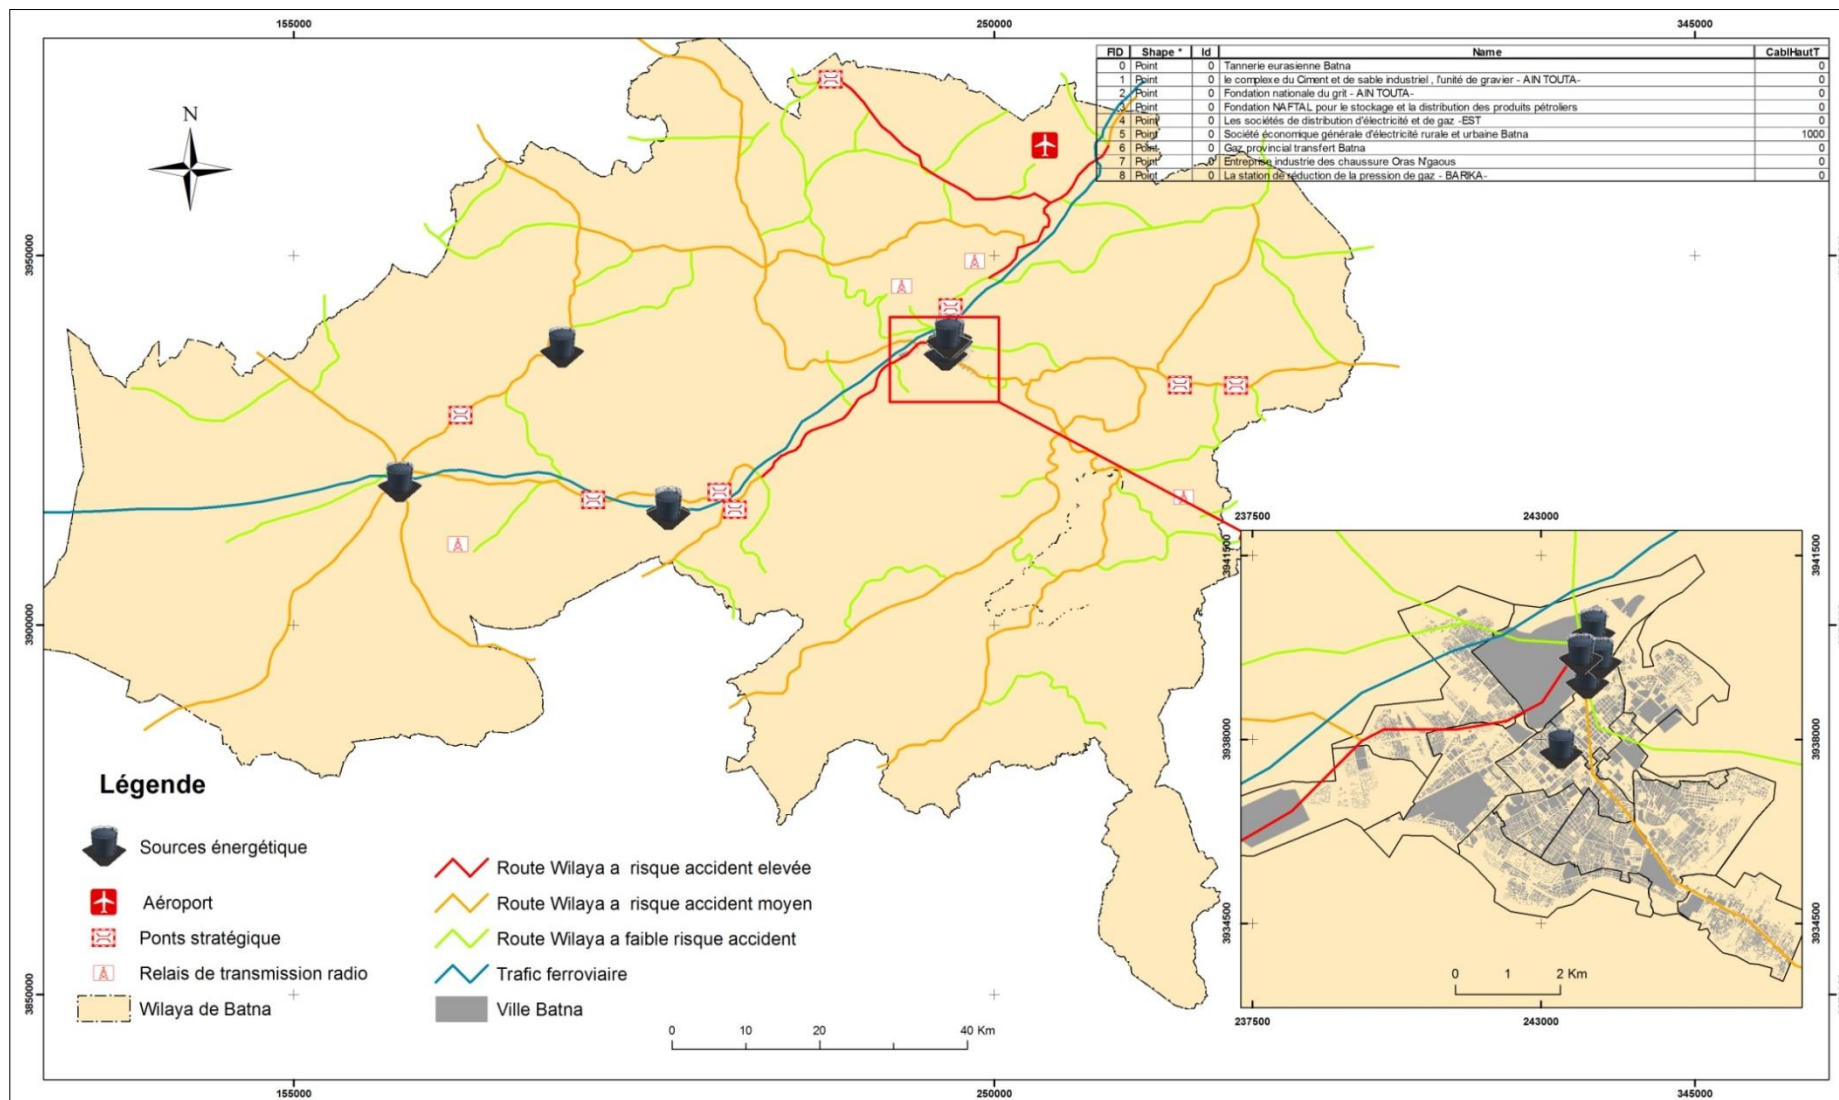 155000 250000 345000
FID Shape * Id Name CablHautT
0 Point 0 Tannerie eurasienne Batna 0
1 Point 0 le complexe du Ciment et de sable industriel , l'unité de gravier - AIN TOUTA- 0
2 Point 0 Fondation nationale du grit - AIN TOUTA- 0
3 Point 0 Fondation NAFTAL pour le stockage et la distribution des produits pétroliers 0
4 Point 0 Les sociétés de distribution d'électricité et de gaz -EST 0
5 Point 0 Société économique générale d'électricité rurale et urbaine Batna 1000
6 Point 0 Gaz provincial transfert Batna 0
7 Point 0 Entreprise industrie des chaussure Oras N'gaous 0
8 Point 0 La station de réduction de la pression de gaz - BARIKA- 0
N
3950000
3900000
3850000
237500 243000
3941500 3941500
3938000 3938000
3934500 3934500
0 1 2 Km
237500 243000
Légende
Sources énergétique
Aéroport
Ponts stratégique
Relais de transmission radio
Wilaya de Batna
Route Wilaya a risque accident elevée
Route Wilaya a risque accident moyen
Route Wilaya a faible risque accident
Trafic ferroviaire
Ville Batna
0 10 20 40 Km
155000 250000 345000